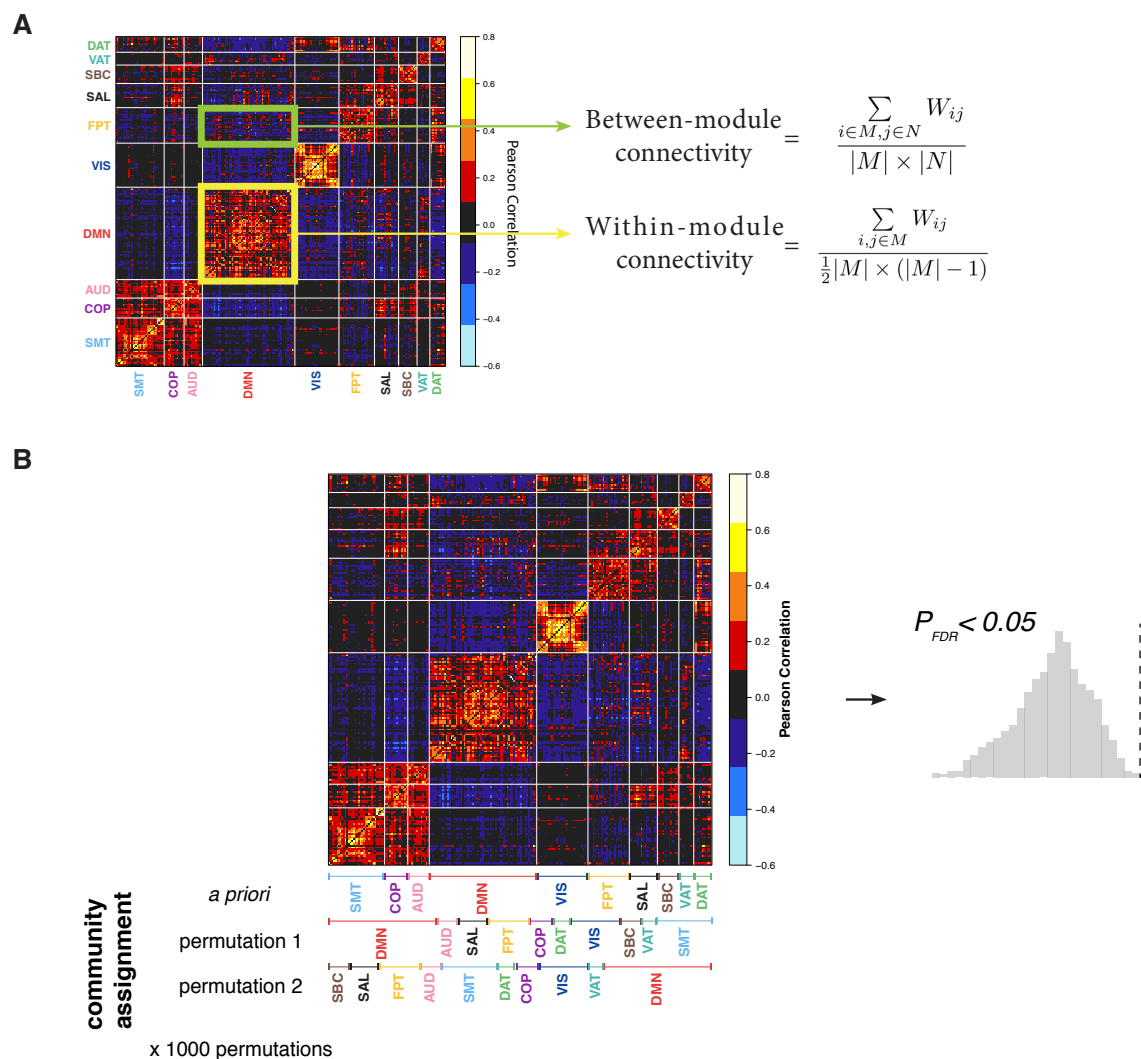 A
DAT
VAT
SBC
SAL
FPT
VIS
DMN
AUD
COP
SMT
SMT
COP
AUD
DMN
VIS
FPT
SAL
SBC
VAT
DAT
0.8
0.6
0.4
0.2
0.0
−0.2
−0.4
−0.6
Pearson Correlation
Between-module
connectivity
= ∑ i∈M,j∈N W_ij / |M| × |N|
Within-module
connectivity
= ∑ i,j∈M W_ij / ½|M| × (|M| − 1)
B
0.8
0.6
0.4
0.2
0.0
−0.2
−0.4
−0.6
Pearson Correlation
P_FDR < 0.05
community
assignment
a priori
SMT COP AUD DMN VIS FPT SAL SBC VAT DAT
permutation 1
DMN AUD SAL FPT COP DAT VIS SBC VAT SMT
permutation 2
SBC SAL FPT AUD SMT DAT COP VIS VAT DMN
x 1000 permutations